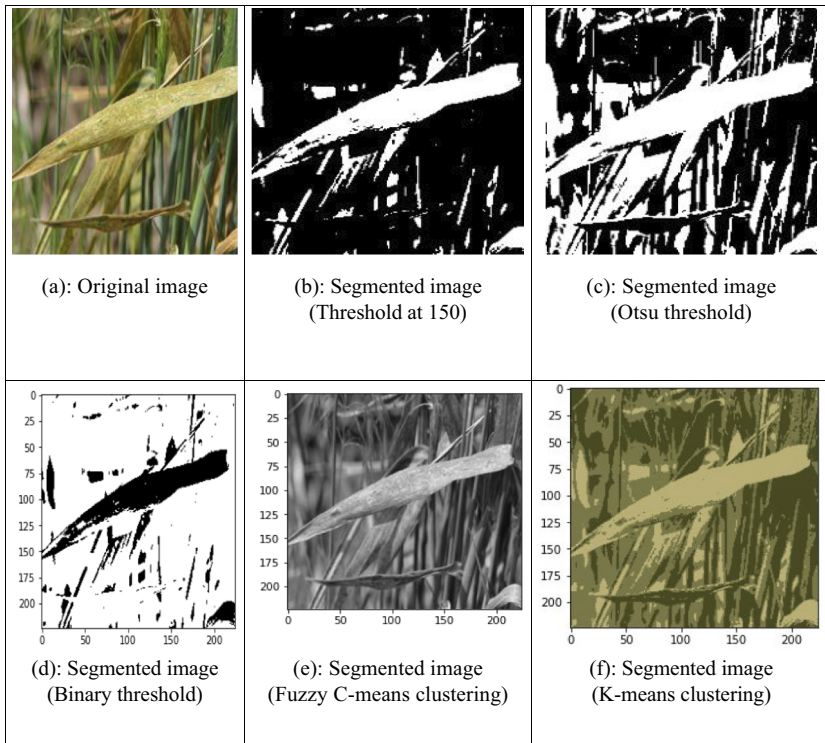 (a): Original image
(b): Segmented image
(Threshold at 150)
(c): Segmented image
(Otsu threshold)
0
25
50
75
100
125
150
175
200
0 50 100 150 200
(d): Segmented image
(Binary threshold)
0
25
50
75
100
125
150
175
200
0 50 100 150 200
(e): Segmented image
(Fuzzy C-means clustering)
0
25
50
75
100
125
150
175
200
0 50 100 150 200
(f): Segmented image
(K-means clustering)